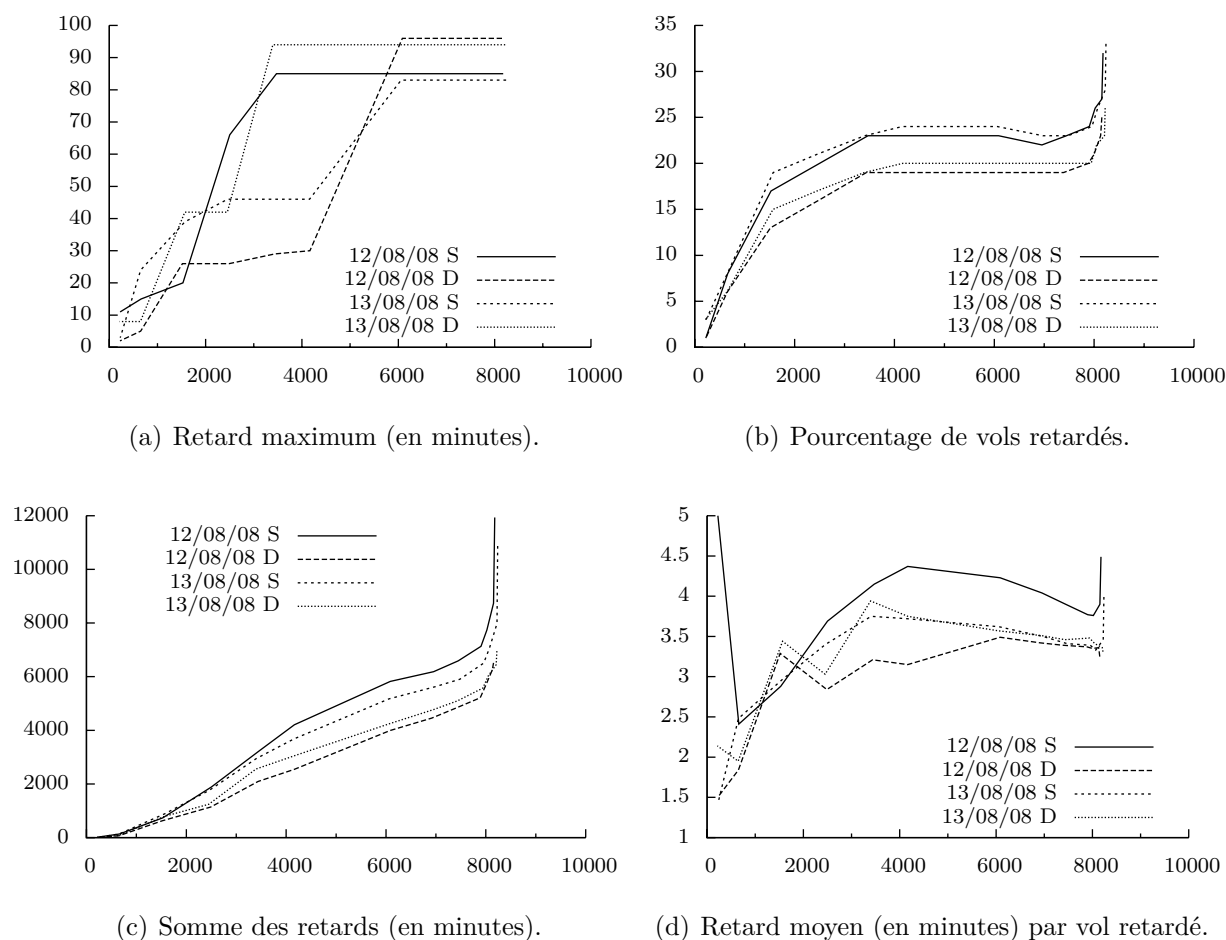 100
90
80
70
60
50
40
30
20
10
0
0 2000 4000 6000 8000 10000
12/08/08 S
12/08/08 D
13/08/08 S
13/08/08 D
(a) Retard maximum (en minutes).
35
30
25
20
15
10
5
0
0 2000 4000 6000 8000 10000
12/08/08 S
12/08/08 D
13/08/08 S
13/08/08 D
(b) Pourcentage de vols retardés.
12000
10000
8000
6000
4000
2000
0
0 2000 4000 6000 8000 10000
12/08/08 S
12/08/08 D
13/08/08 S
13/08/08 D
(c) Somme des retards (en minutes).
5
4.5
4
3.5
3
2.5
2
1.5
1
0 2000 4000 6000 8000 10000
12/08/08 S
12/08/08 D
13/08/08 S
13/08/08 D
(d) Retard moyen (en minutes) par vol retardé.